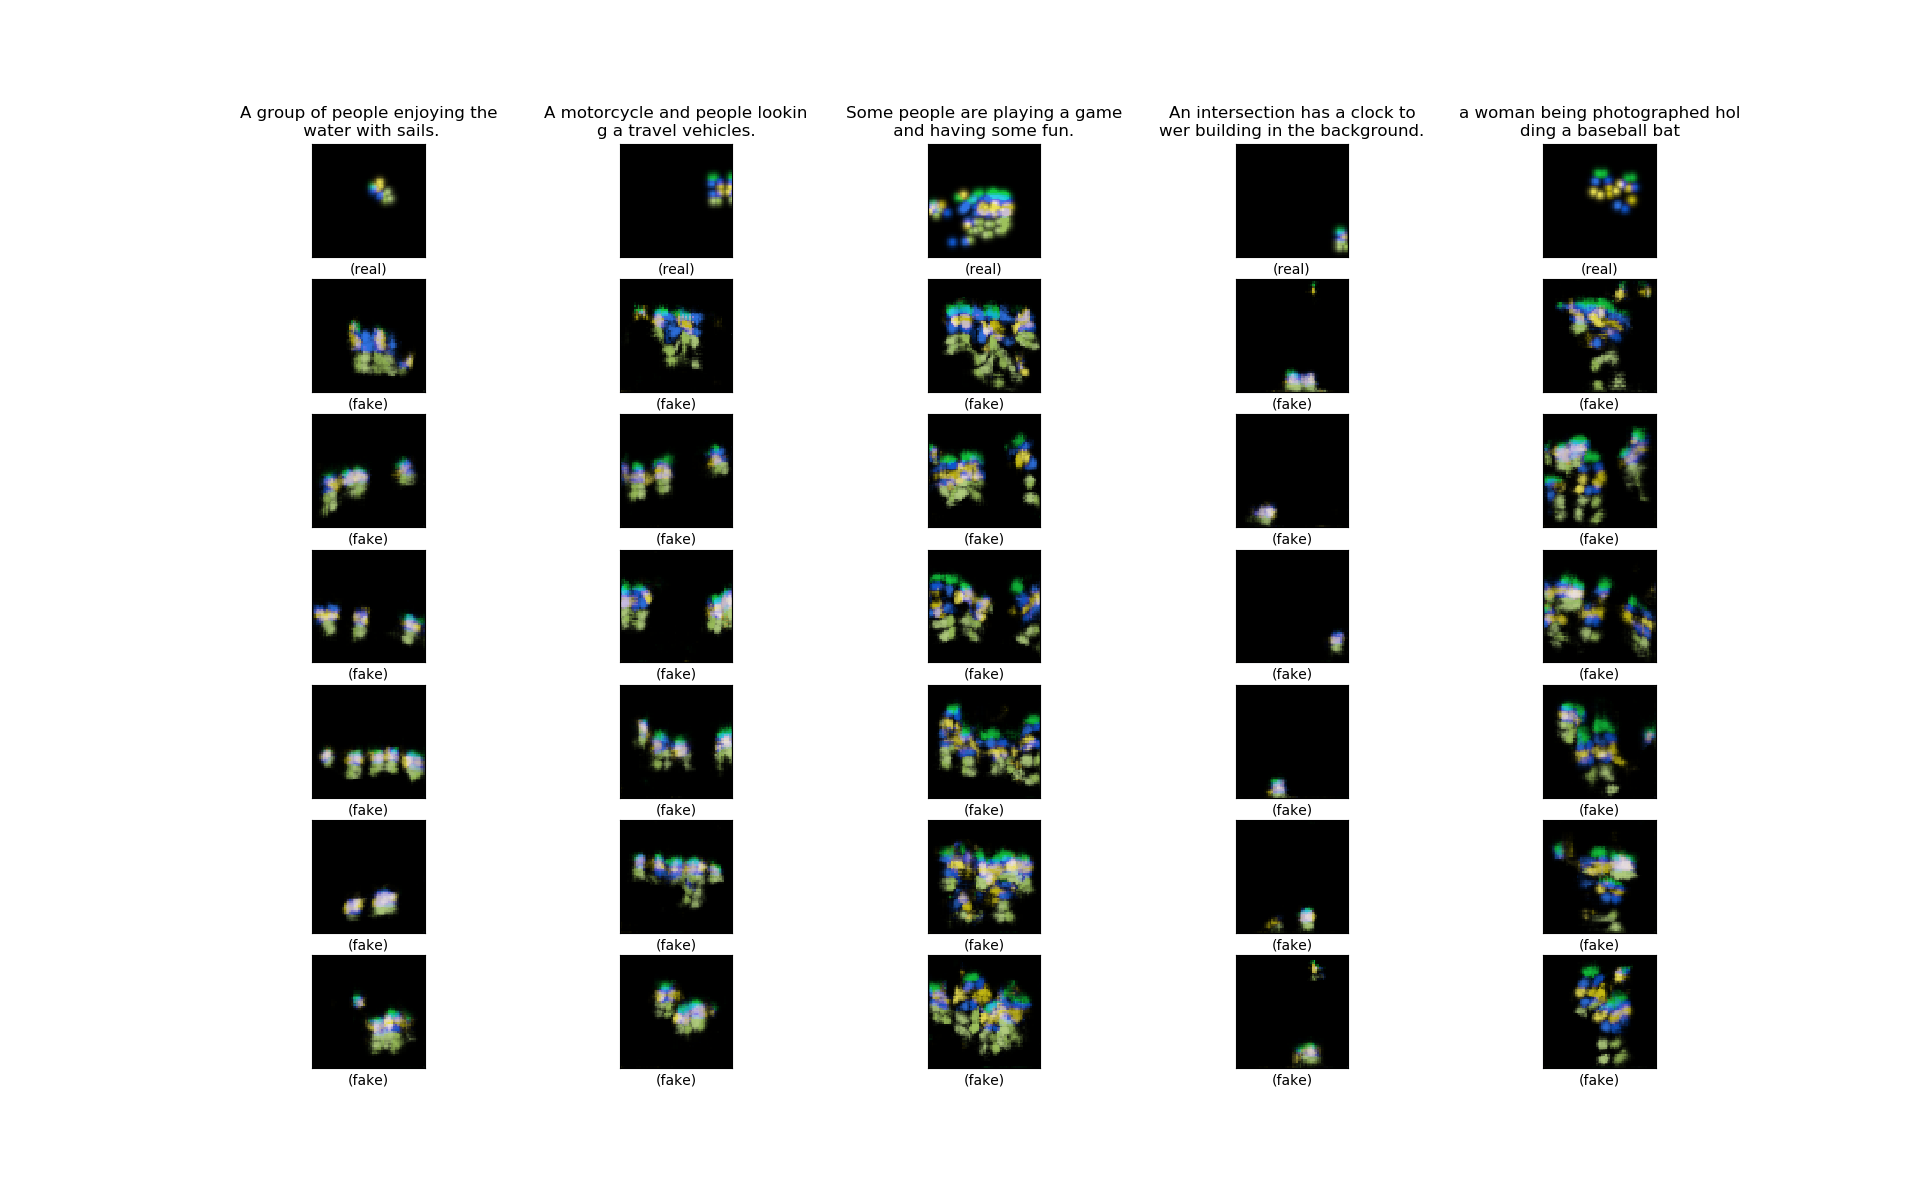 A group of people enjoying the
water with sails.
A motorcycle and people lookin
g a travel vehicles.
Some people are playing a game
and having some fun.
An intersection has a clock to
wer building in the background.
a woman being photographed hol
ding a baseball bat
(real) (real) (real) (real) (real)
(fake) (fake) (fake) (fake) (fake)
(fake) (fake) (fake) (fake) (fake)
(fake) (fake) (fake) (fake) (fake)
(fake) (fake) (fake) (fake) (fake)
(fake) (fake) (fake) (fake) (fake)
(fake) (fake) (fake) (fake) (fake)